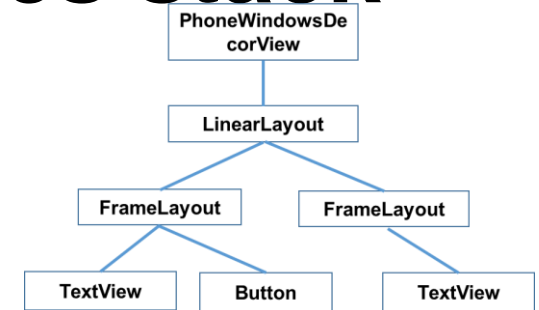 PhoneWindowsDe
corView
LinearLayout
FrameLayout
FrameLayout
TextView
Button
TextView